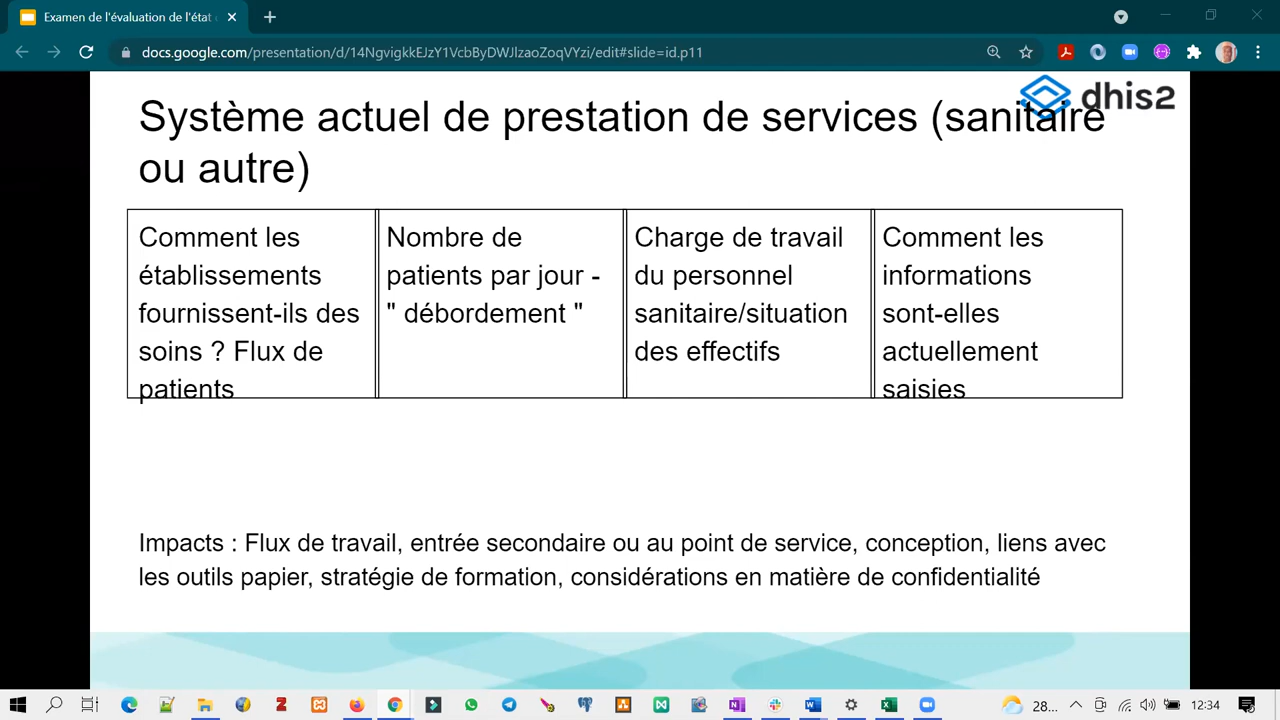 Examen de l'évaluation de l'état
docs.google.com/presentation/d/14NgvigkkEJzY1VcbByDWJlzaoZoqVYzi/edit#slide=id.p11
dhis2
Système actuel de prestation de services (sanitaire
ou autre)
Comment les
établissements
fournissent-ils des
soins ? Flux de
patients
Nombre de
patients par jour -
" débordement "
Charge de travail
du personnel
sanitaire/situation
des effectifs
Comment les
informations
sont-elles
actuellement
saisies
Impacts : Flux de travail, entrée secondaire ou au point de service, conception, liens avec
les outils papier, stratégie de formation, considérations en matière de confidentialité
28...
12:34